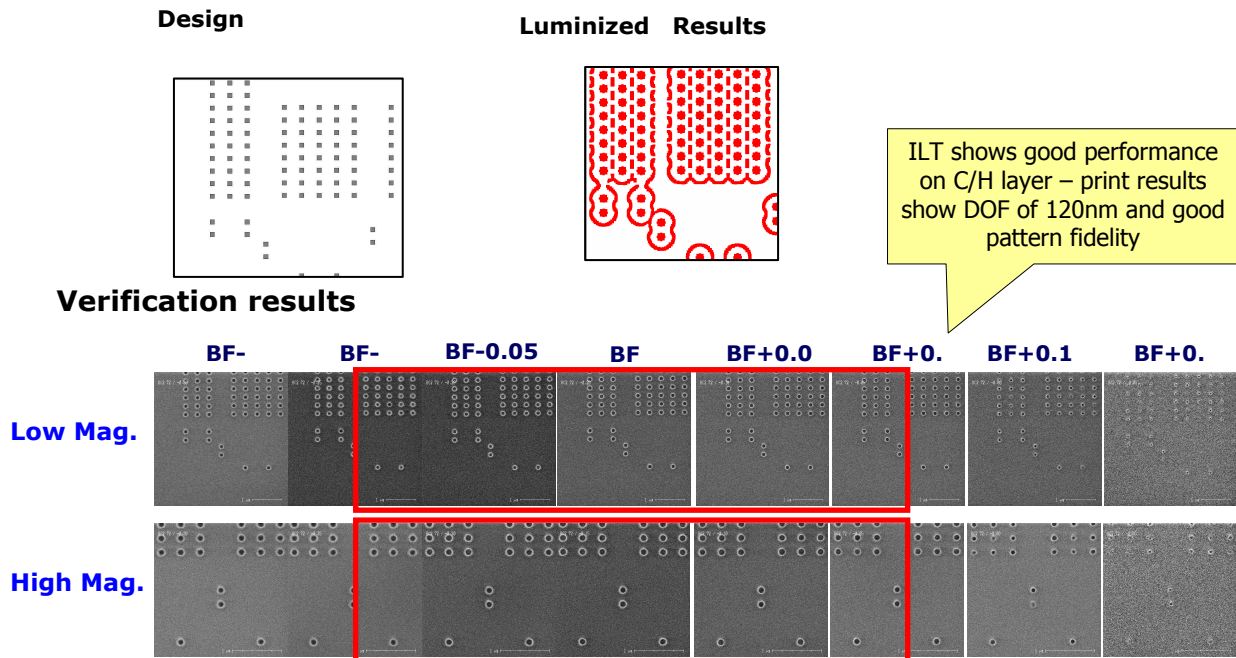 Design
Luminized Results
ILT shows good performance
on C/H layer – print results
show DOF of 120nm and good
pattern fidelity
Verification results
BF- BF- BF-0.05 BF BF+0.0 BF+0. BF+0.1 BF+0.
Low Mag.
High Mag.